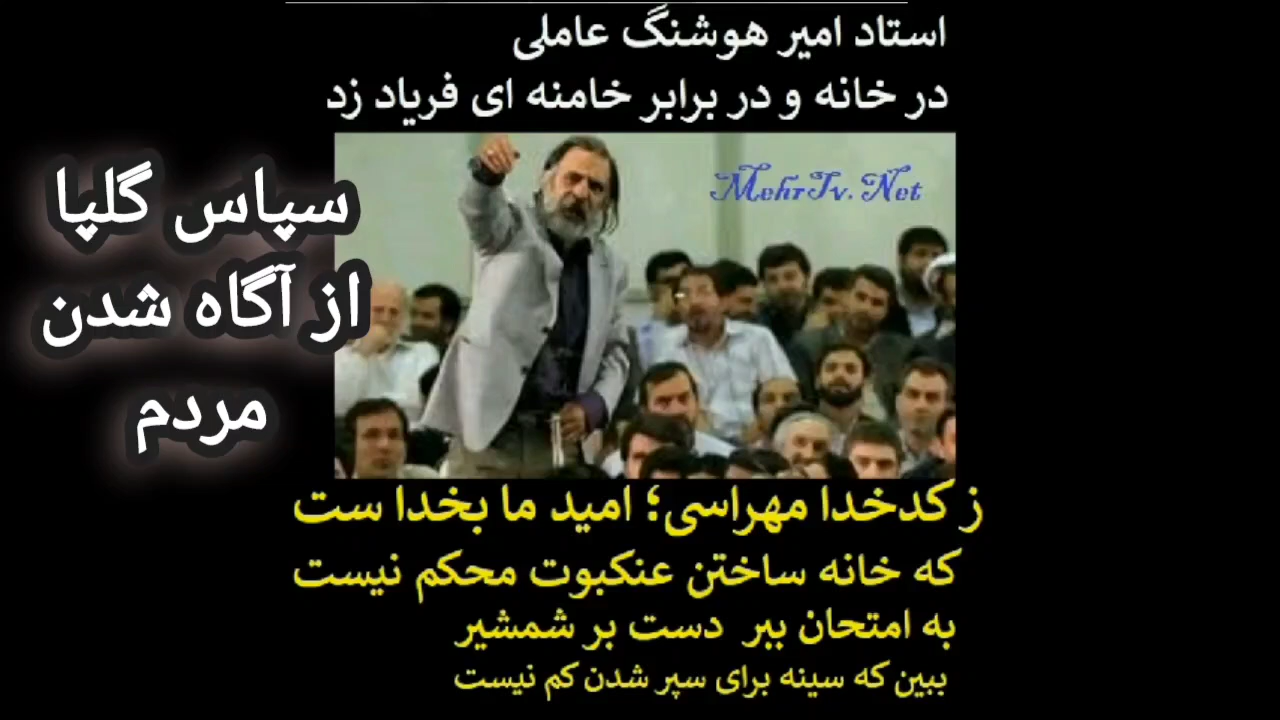 استاد امیر هوشنگ عاملی
در خانه و در برابر خامنه ای فریاد زد
MehrTv.Net
سپاس گلپا
از آگاه شدن
مردم
ز کدخدا مهراسی؛ امید ما بخدا ست
که خانه ساختن عنکبوت محکم نیست
به امتحان ببر دست بر شمشیر
ببین که سینه برای سپر شدن کم نیست